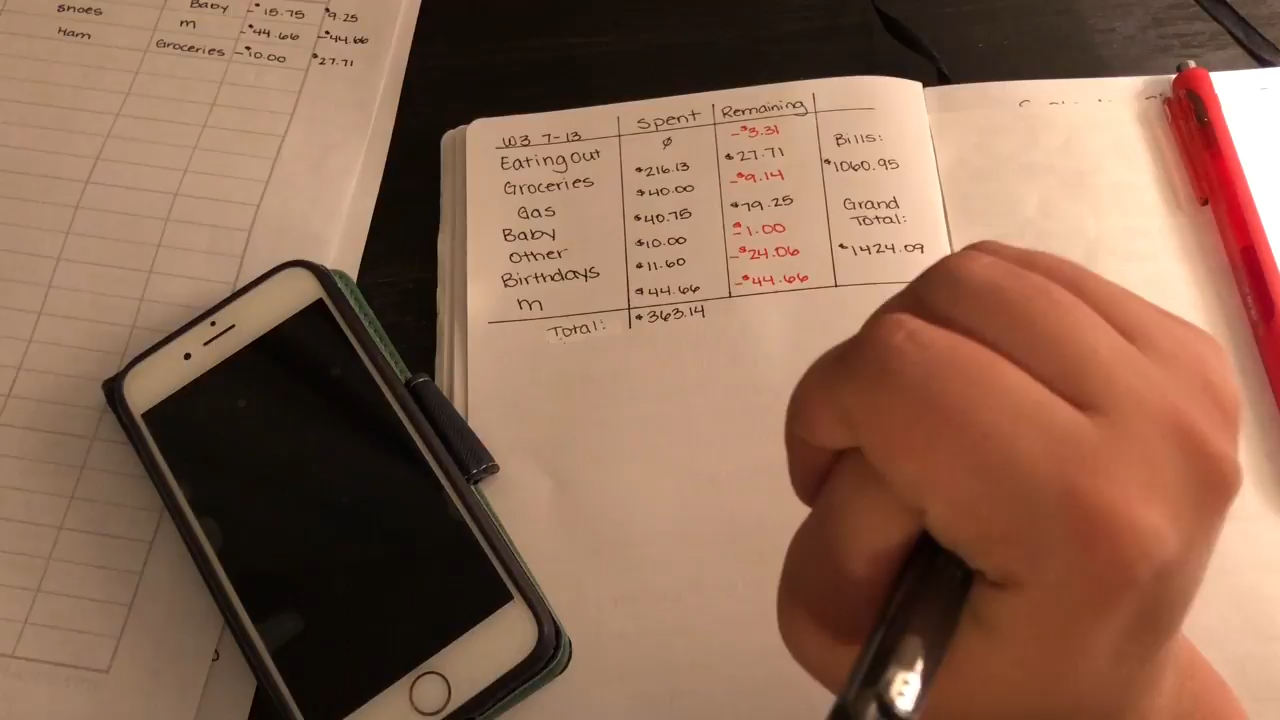 shoes Baby -$15.75 $9.25
Ham m -$44.66 -$44.66
Groceries -$10.00 $27.71
W3 7-13 Spent Remaining
Eating Out ø -$3.31 Bills:
Groceries $216.13 $27.71 $1060.95
Gas $40.00 -$9.14 Grand
Baby $40.75 $79.25 Total:
Other $10.00 -$1.00 $1424.09
Birthdays $11.60 -$24.06
m $44.66 -$44.66
Total: $363.14